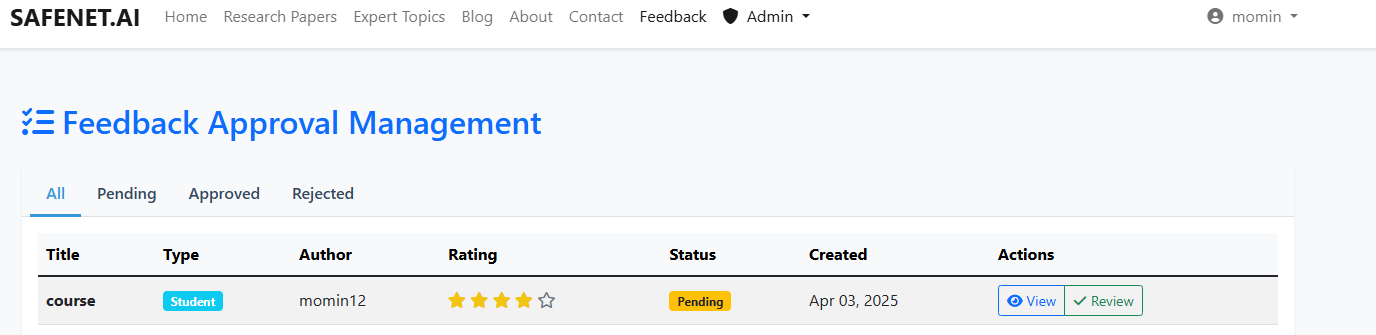 SAFENET.AI Home Research Papers Expert Topics Blog About Contact Feedback Admin momin
Feedback Approval Management
All Pending Approved Rejected
Title Type Author Rating Status Created Actions
course Student momin12 Pending Apr 03, 2025 View Review